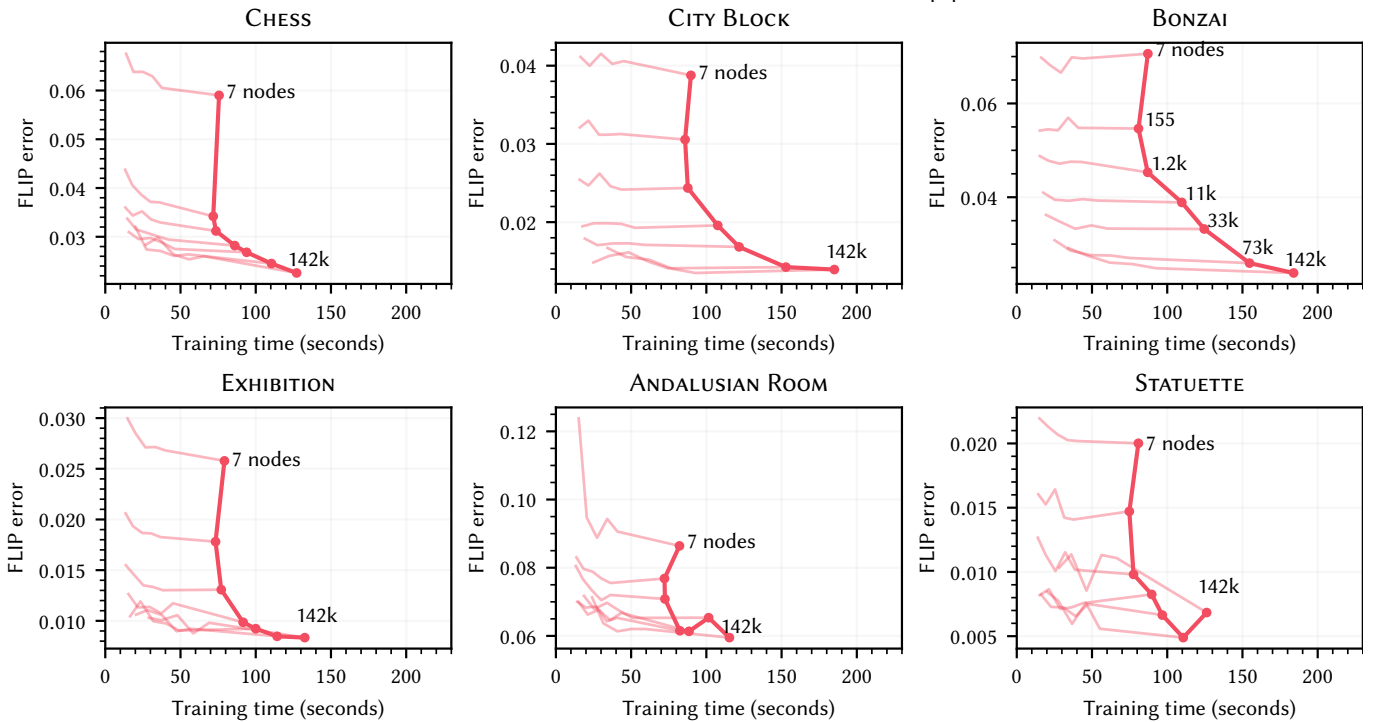 CHESS
FLIP error
0.06
0.05
0.04
0.03
7 nodes
142k
0 50 100 150 200
Training time (seconds)
CITY BLOCK
0.04
0.03
0.02
7 nodes
142k
0 50 100 150 200
Training time (seconds)
BONZAI
FLIP error
0.06
0.04
7 nodes
155
1.2k
11k
33k
73k
142k
0 50 100 150 200
Training time (seconds)
EXHIBITION
FLIP error
0.030
0.025
0.020
0.015
0.010
7 nodes
142k
0 50 100 150 200
Training time (seconds)
ANDALUSIAN ROOM
FLIP error
0.12
0.10
0.08
0.06
7 nodes
142k
0 50 100 150 200
Training time (seconds)
STATUETTE
FLIP error
0.020
0.015
0.010
0.005
7 nodes
142k
0 50 100 150 200
Training time (seconds)